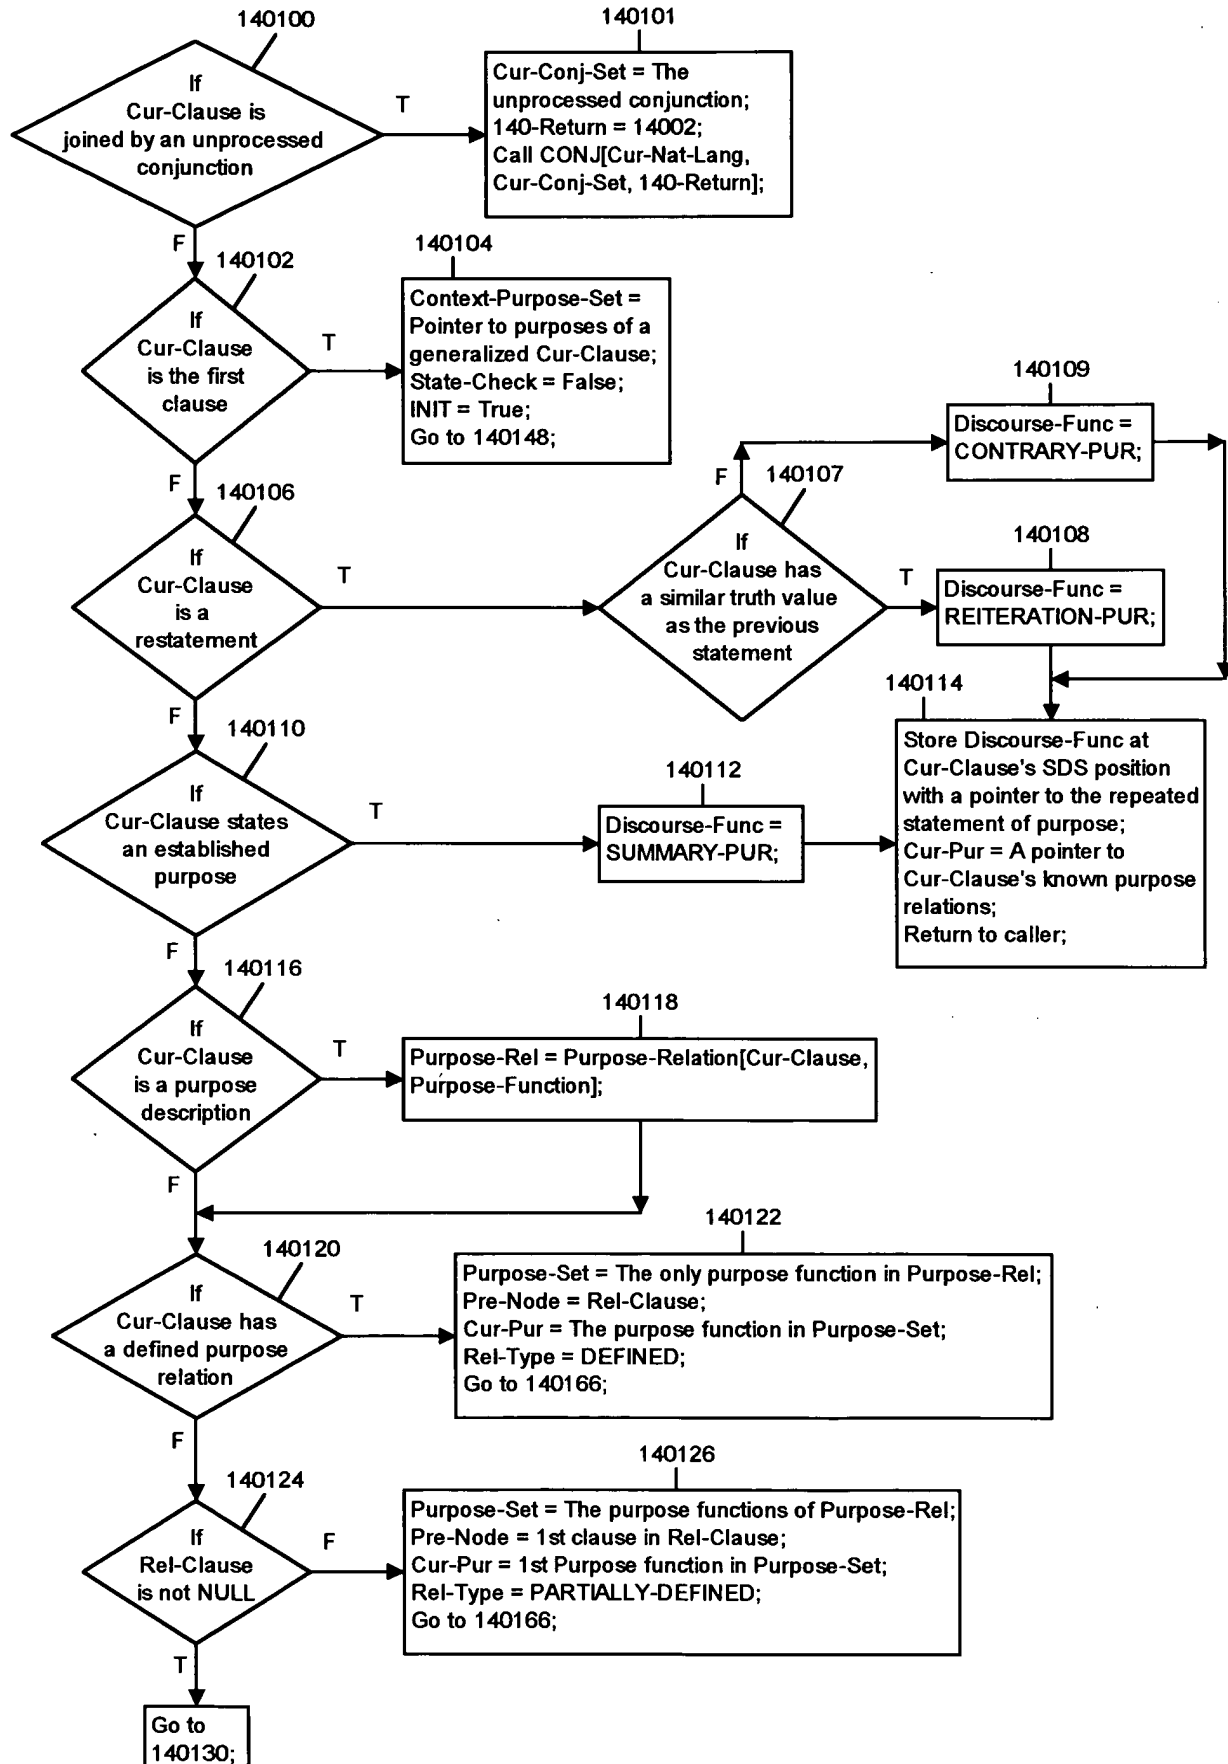 140100
140101
If
Cur-Clause is
joined by an unprocessed
conjunction
T
F
Cur-Conj-Set = The
unprocessed conjunction;
140-Return = 14002;
Call CONJ[Cur-Nat-Lang,
Cur-Conj-Set, 140-Return];
140102
140104
If
Cur-Clause
is the first
clause
T
F
Context-Purpose-Set =
Pointer to purposes of a
generalized Cur-Clause;
State-Check = False;
INIT = True;
Go to 140148;
140106
If
Cur-Clause
is a
restatement
T
F
140107
If
Cur-Clause has
a similar truth value
as the previous
statement
F
T
140109
Discourse-Func =
CONTRARY-PUR;
140108
Discourse-Func =
REITERATION-PUR;
140110
If
Cur-Clause states
an established
purpose
T
F
140112
Discourse-Func =
SUMMARY-PUR;
140114
Store Discourse-Func at
Cur-Clause's SDS position
with a pointer to the repeated
statement of purpose;
Cur-Pur = A pointer to
Cur-Clause's known purpose
relations;
Return to caller;
140116
If
Cur-Clause
is a purpose
description
T
F
140118
Purpose-Rel = Purpose-Relation[Cur-Clause,
Purpose-Function];
140120
If
Cur-Clause has
a defined purpose
relation
T
F
140122
Purpose-Set = The only purpose function in Purpose-Rel;
Pre-Node = Rel-Clause;
Cur-Pur = The purpose function in Purpose-Set;
Rel-Type = DEFINED;
Go to 140166;
140124
If
Rel-Clause
is not NULL
F
T
140126
Purpose-Set = The purpose functions of Purpose-Rel;
Pre-Node = 1st clause in Rel-Clause;
Cur-Pur = 1st Purpose function in Purpose-Set;
Rel-Type = PARTIALLY-DEFINED;
Go to 140166;
Go to
140130;